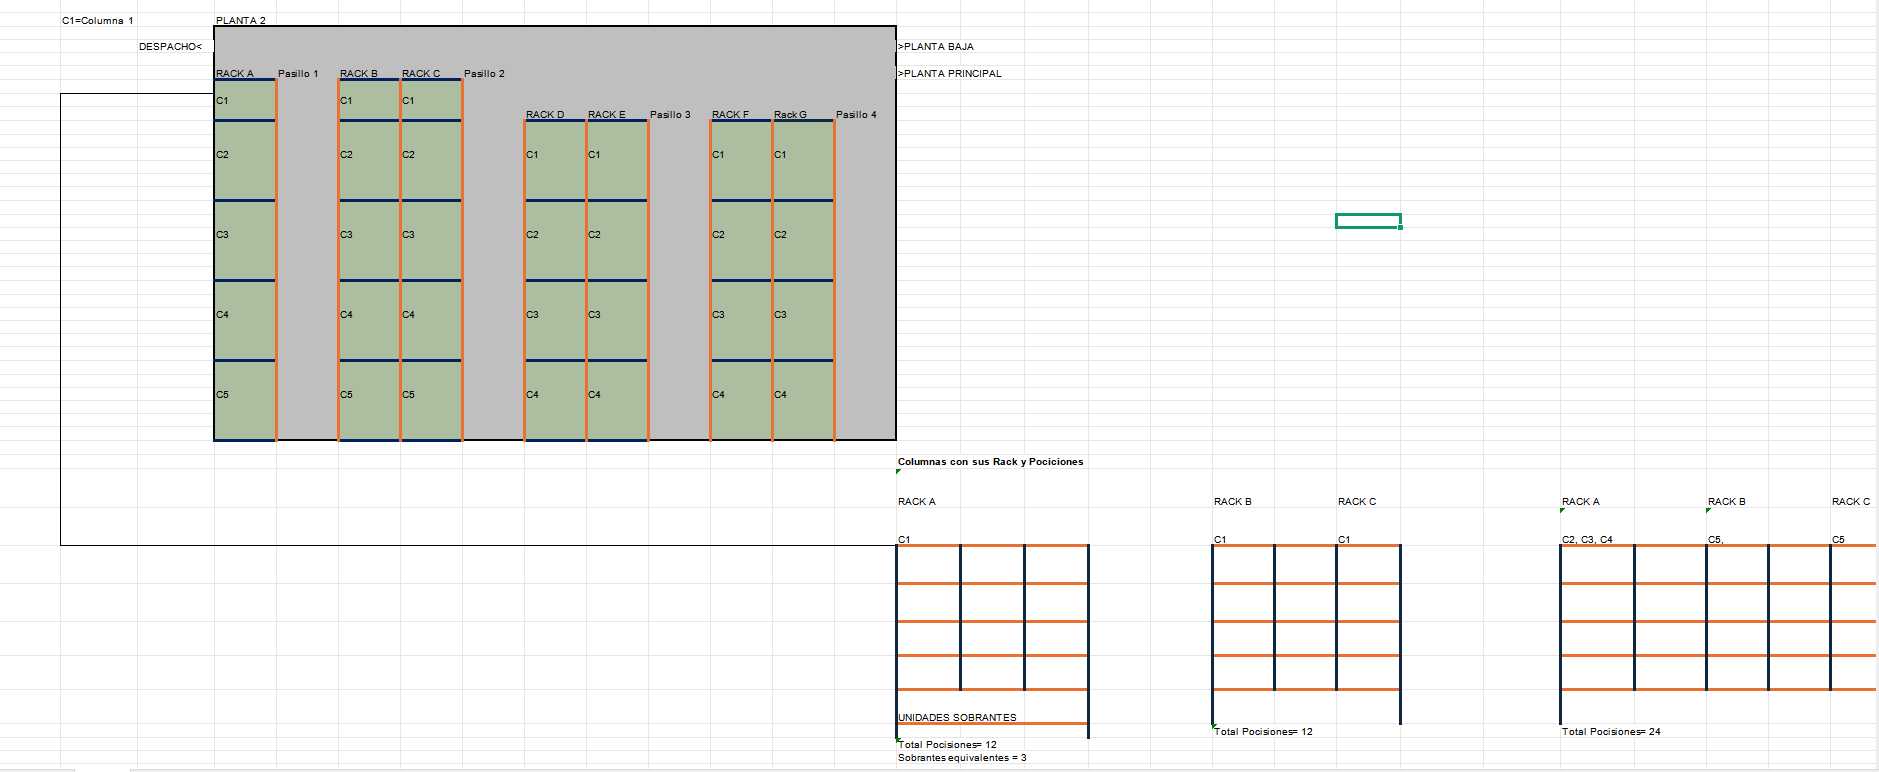 C1=Columna 1
PLANTA 2
DESPACHO<
>PLANTA BAJA
RACK A Pasillo 1 RACK B RACK C Pasillo 2
>PLANTA PRINCIPAL
C1 C1 C1
RACK D RACK E Pasillo 3 RACK F Rack G Pasillo 4
C2 C2 C2 C1 C1 C1 C1
C3 C3 C3 C2 C2 C2 C2
C4 C4 C4 C3 C3 C3 C3
C5 C5 C5 C4 C4 C4 C4
Columnas con sus Rack y Pociciones
RACK A RACK B RACK C RACK A RACK B RACK C
C1 C1 C1 C2, C3, C4 C5, C5
UNIDADES SOBRANTES
Total Pocisiones= 12 Total Pocisiones= 24
Total Pocisiones= 12
Sobrantes equivalentes = 3